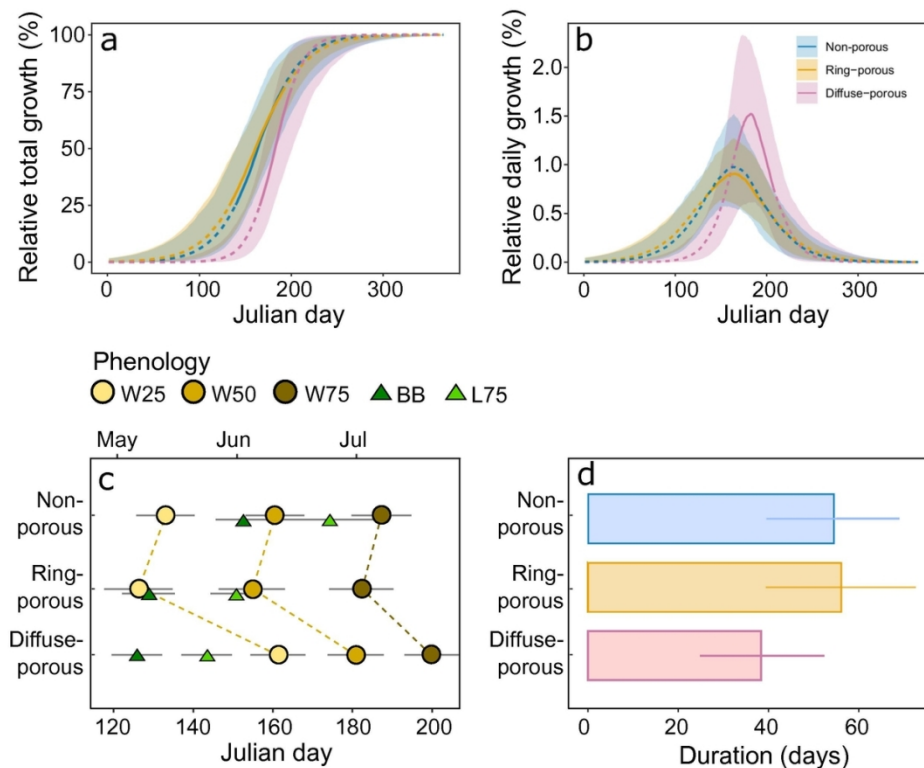 a
Relative total growth (%)
100
75
50
25
0
0 100 200 300
Julian day
b
Relative daily growth (%)
2.0
1.5
1.0
0.5
0.0
0 100 200 300
Julian day
Non-porous
Ring-porous
Diffuse-porous
Phenology
W25 W50 W75 BB L75
May Jun Jul
c
Non-
porous
Ring-
porous
Diffuse-
porous
120 140 160 180 200
Julian day
d
Non-
porous
Ring-
porous
Diffuse-
porous
0 20 40 60
Duration (days)